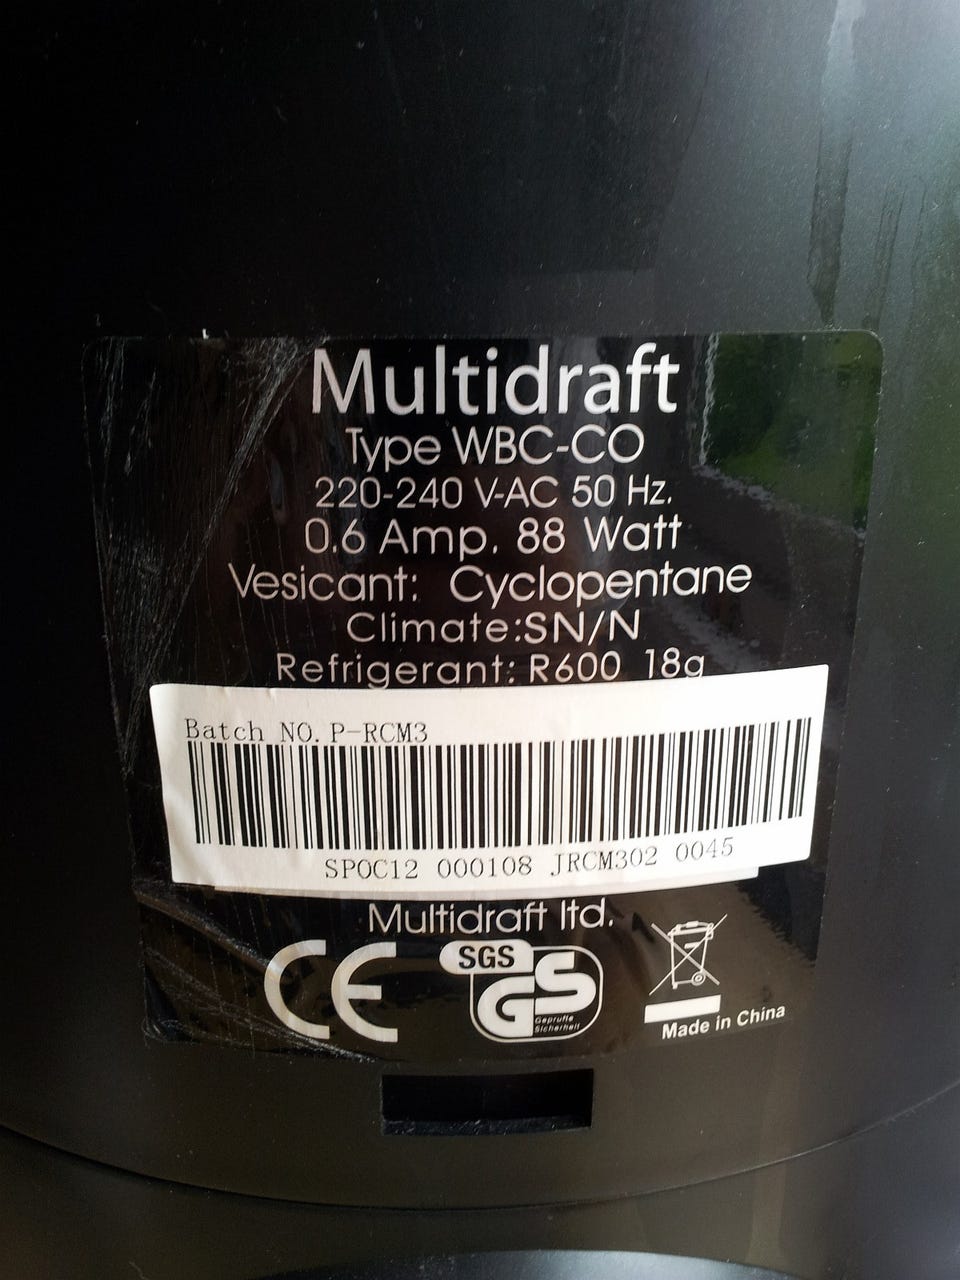 Multidraft
Type WBC-CO
220-240 V-AC 50 Hz.
0.6 Amp. 88 Watt
Vesicant: Cyclopentane
Climate:SN/N
Refrigerant: R600 18g
Batch NO. P-RCM3
SPOC12 000108 JRCM302 0045
Multidraft ltd.
CE
SGS
GS
Geprüfte
Sicherheit
Made in China